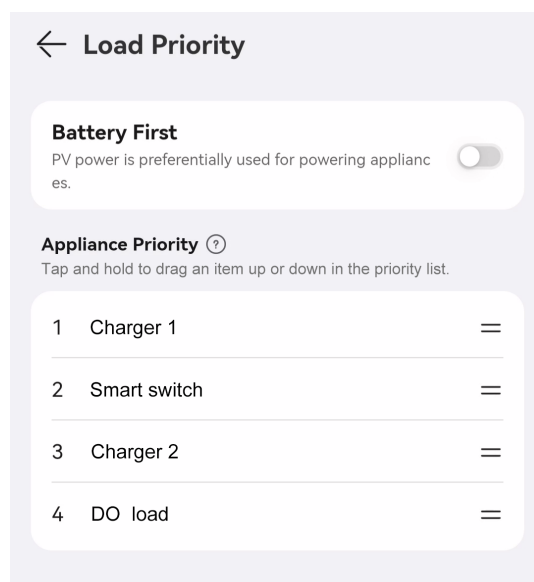 Load Priority
Battery First
PV power is preferentially used for powering applianc
es.
Appliance Priority ?
Tap and hold to drag an item up or down in the priority list.
1 Charger 1
2 Smart switch
3 Charger 2
4 DO load